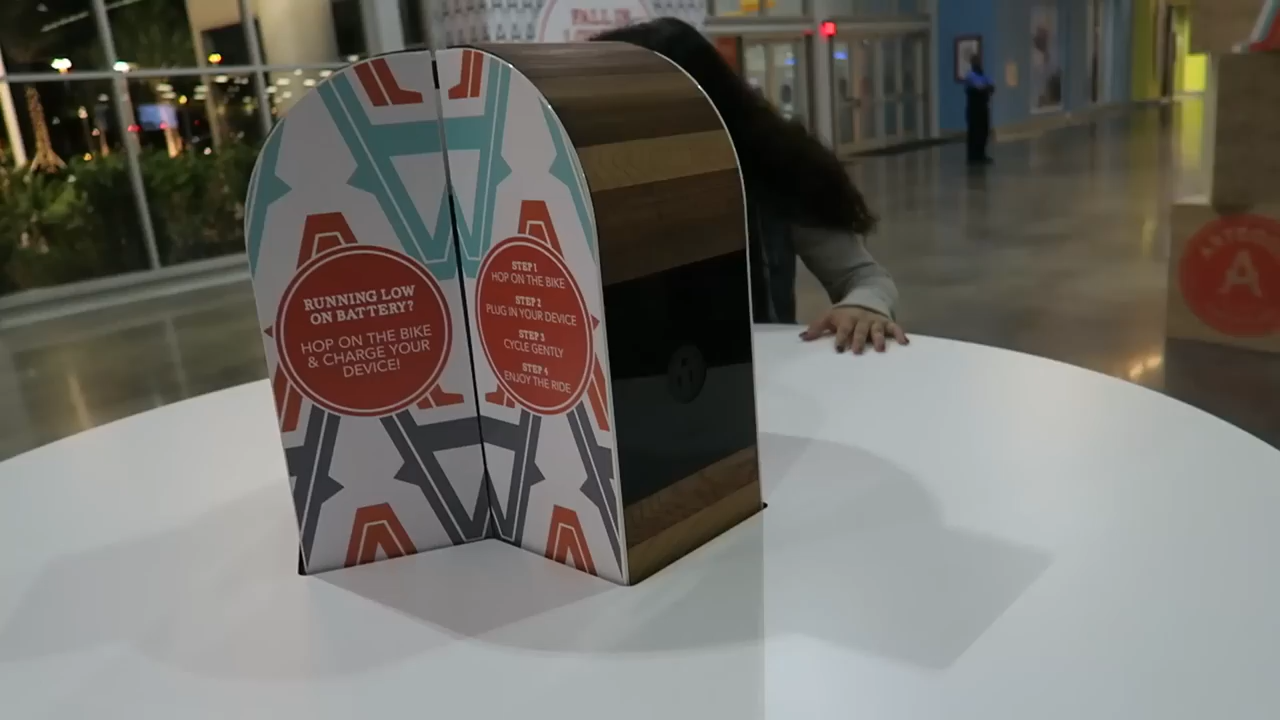 FALL IN
RUNNING LOW
ON BATTERY?
HOP ON THE BIKE
& CHARGE YOUR
DEVICE!
STEP 1
HOP ON THE BIKE
STEP 2
PLUG IN YOUR DEVICE
STEP 3
CYCLE GENTLY
STEP 4
ENJOY THE RIDE
A